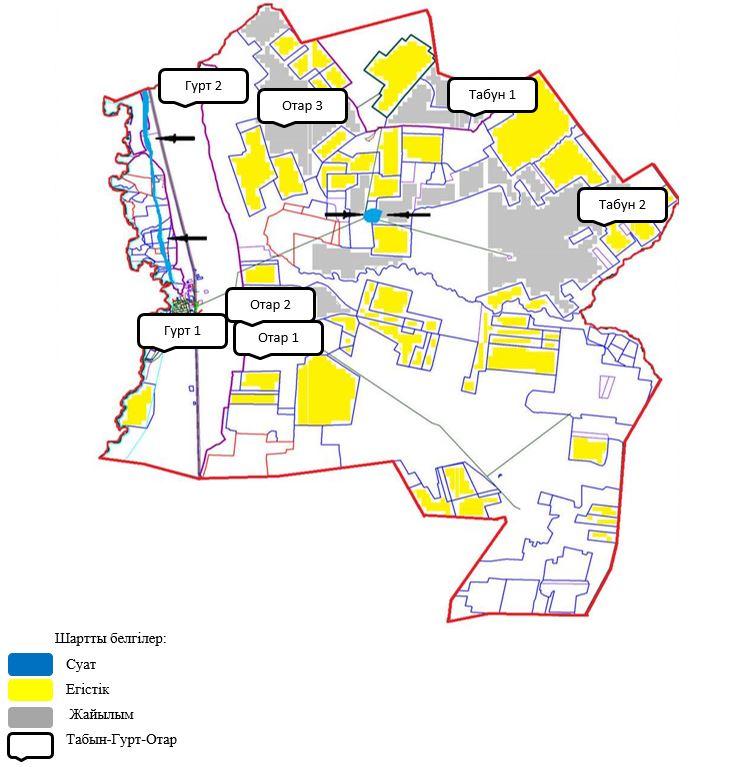 Гурт 2
Табун 1
Отар 3
Табун 2
Отар 2
Гурт 1
Отар 1
Шартты белгілер:
Суат
Егістік
Жайылым
Табын-Гурт-Отар